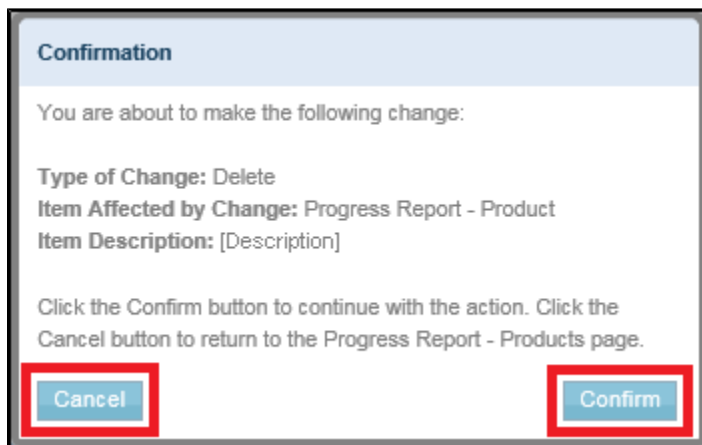 Confirmation
You are about to make the following change:
Type of Change: Delete
Item Affected by Change: Progress Report - Product
Item Description: [Description]
Click the Confirm button to continue with the action. Click the
Cancel button to return to the Progress Report - Products page.
Cancel
Confirm